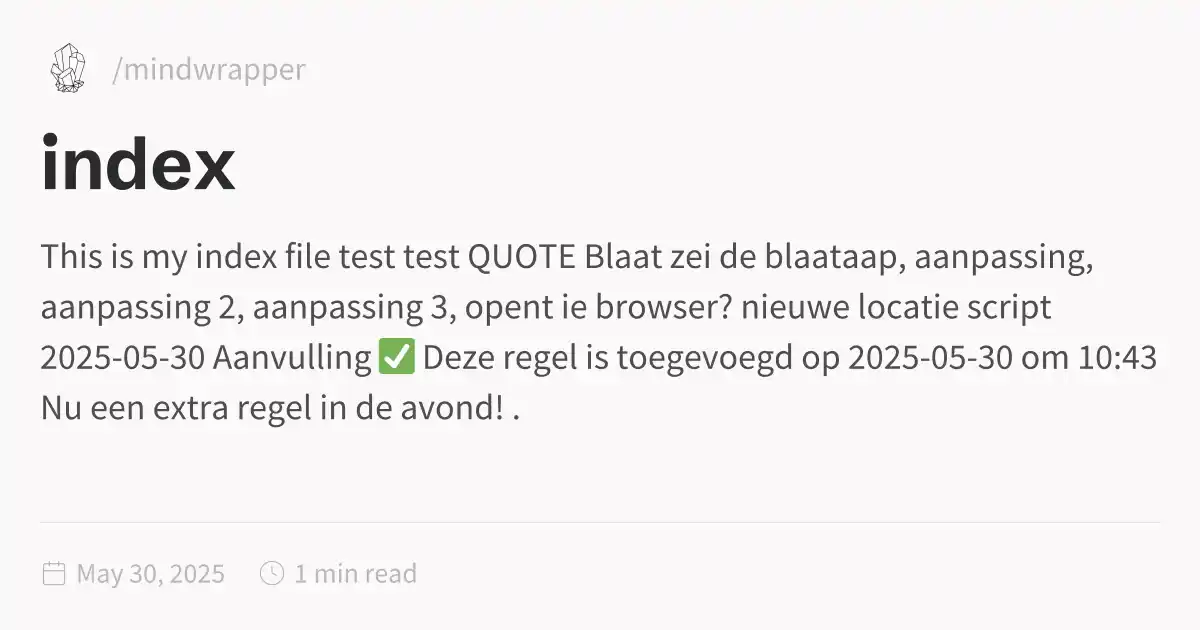 /mindwrapper
index
This is my index file test test QUOTE Blaat zei de blaataap, aanpassing,
aanpassing 2, aanpassing 3, opent ie browser? nieuwe locatie script
2025-05-30 Aanvulling ✅ Deze regel is toegevoegd op 2025-05-30 om 10:43
Nu een extra regel in de avond! .
May 30, 2025 1 min read